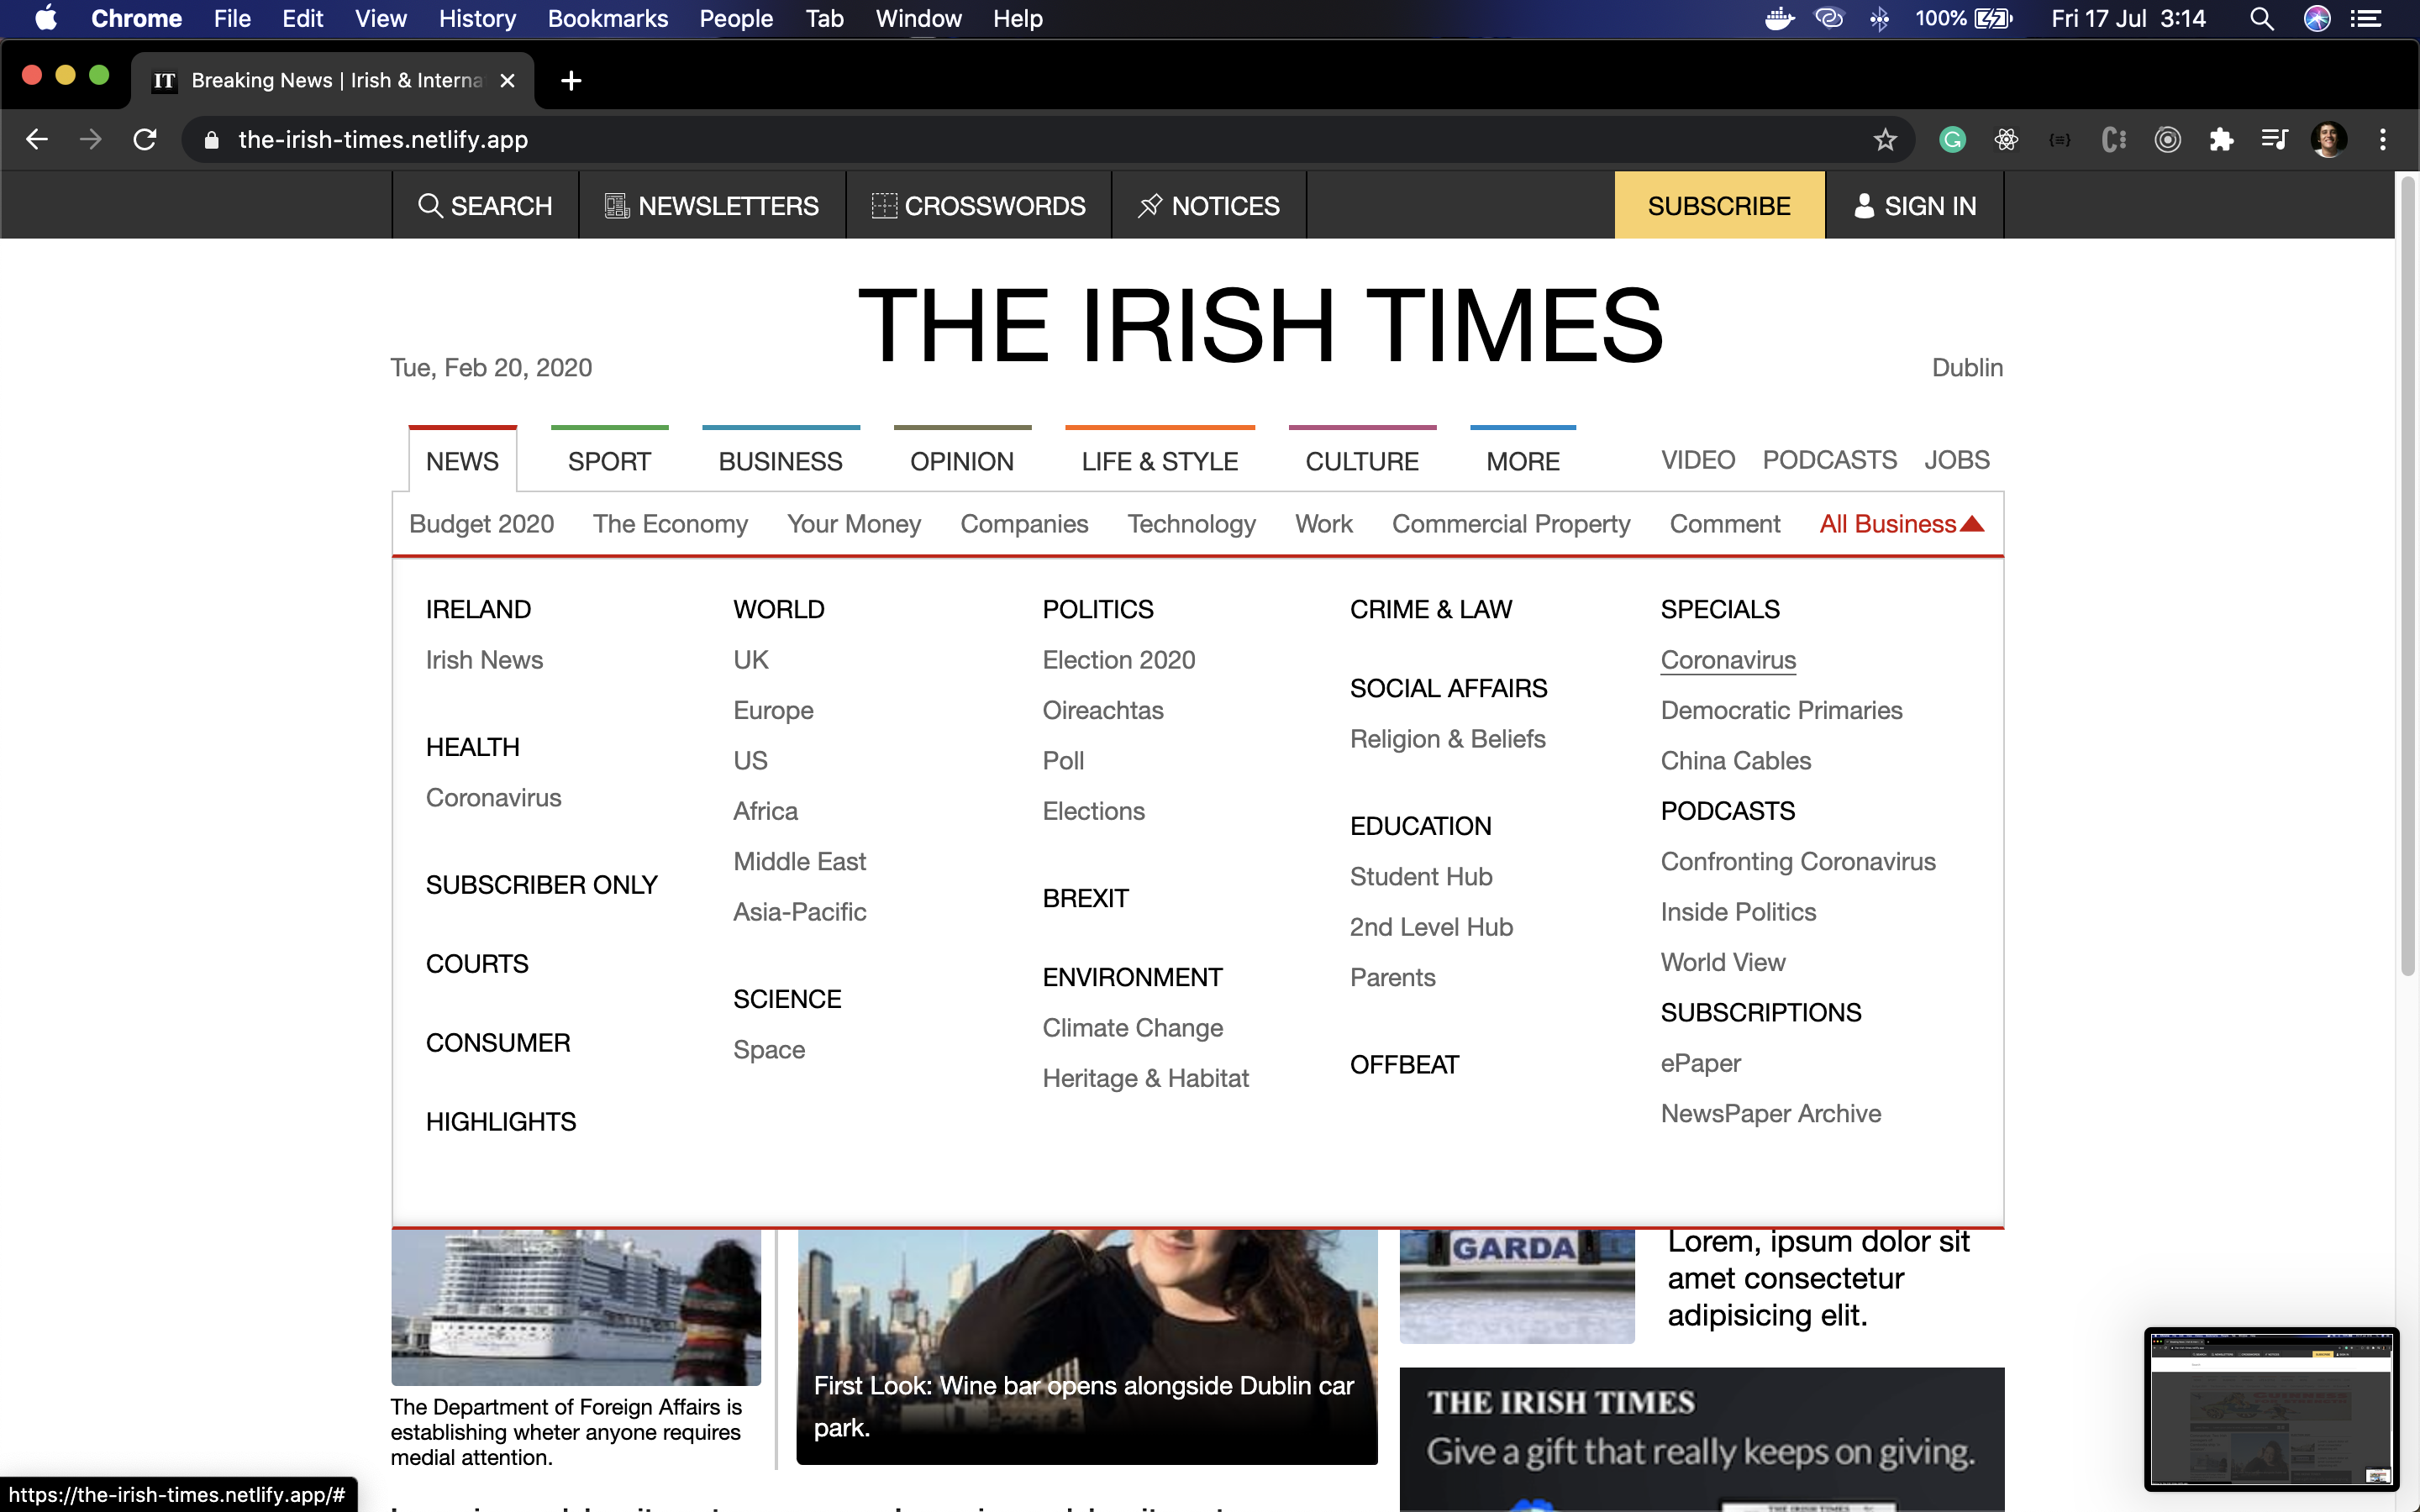 Chrome File Edit View History Bookmarks People Tab Window Help 100% Fri 17 Jul 3:14
IT Breaking News | Irish & Interna
the-irish-times.netlify.app
SEARCH NEWSLETTERS CROSSWORDS NOTICES SUBSCRIBE SIGN IN
THE IRISH TIMES
Tue, Feb 20, 2020
Dublin
NEWS SPORT BUSINESS OPINION LIFE & STYLE CULTURE MORE VIDEO PODCASTS JOBS
Budget 2020 The Economy Your Money Companies Technology Work Commercial Property Comment All Business
IRELAND
Irish News
HEALTH
Coronavirus
SUBSCRIBER ONLY
COURTS
CONSUMER
HIGHLIGHTS
WORLD
UK
Europe
US
Africa
Middle East
Asia-Pacific
SCIENCE
Space
POLITICS
Election 2020
Oireachtas
Poll
Elections
BREXIT
ENVIRONMENT
Climate Change
Heritage & Habitat
CRIME & LAW
SOCIAL AFFAIRS
Religion & Beliefs
EDUCATION
Student Hub
2nd Level Hub
Parents
OFFBEAT
SPECIALS
Coronavirus
Democratic Primaries
China Cables
PODCASTS
Confronting Coronavirus
Inside Politics
World View
SUBSCRIPTIONS
ePaper
NewsPaper Archive
The Department of Foreign Affairs is
establishing wheter anyone requires
medial attention.
First Look: Wine bar opens alongside Dublin car
park.
GARDA
Lorem, ipsum dolor sit
amet consectetur
adipisicing elit.
THE IRISH TIMES
Give a gift that really keeps on giving.
THE IRISH TIMES
https://the-irish-times.netlify.app/#